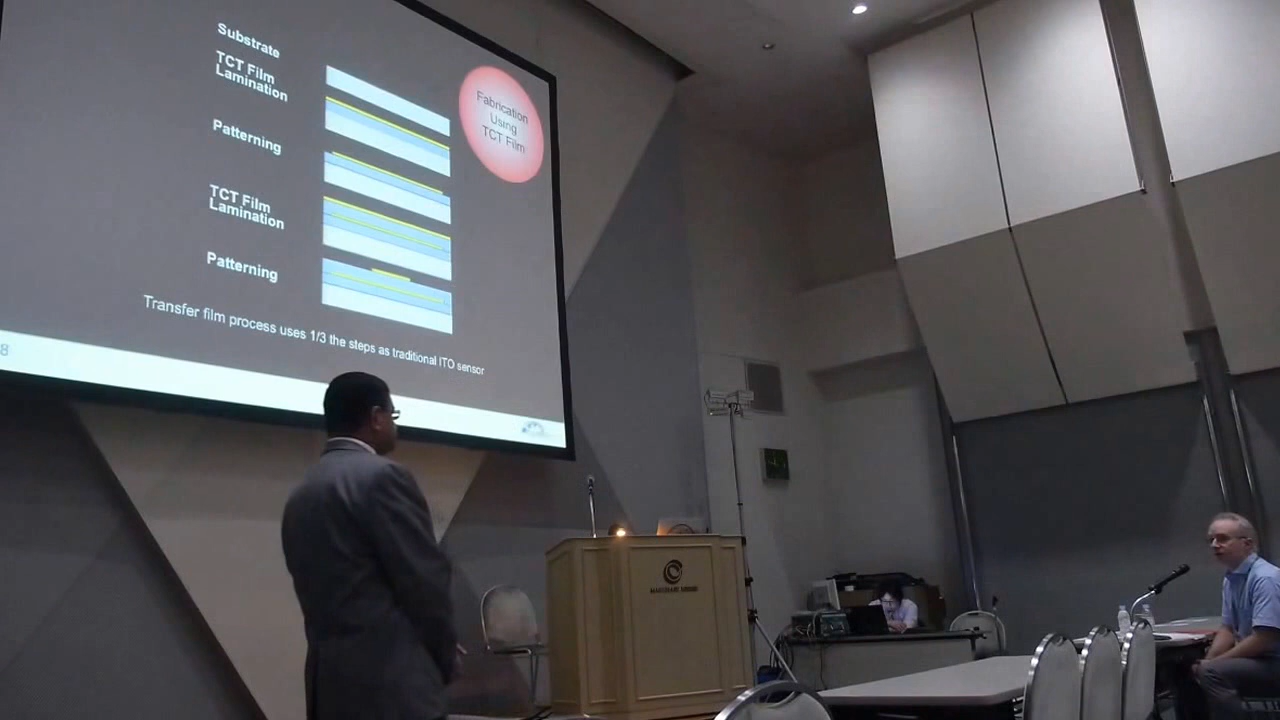 Substrate
TCT Film
Lamination
Patterning
TCT Film
Lamination
Patterning
Fabrication
Using
TCT Film
Transfer film process uses 1/3 the steps as traditional ITO sensor
8